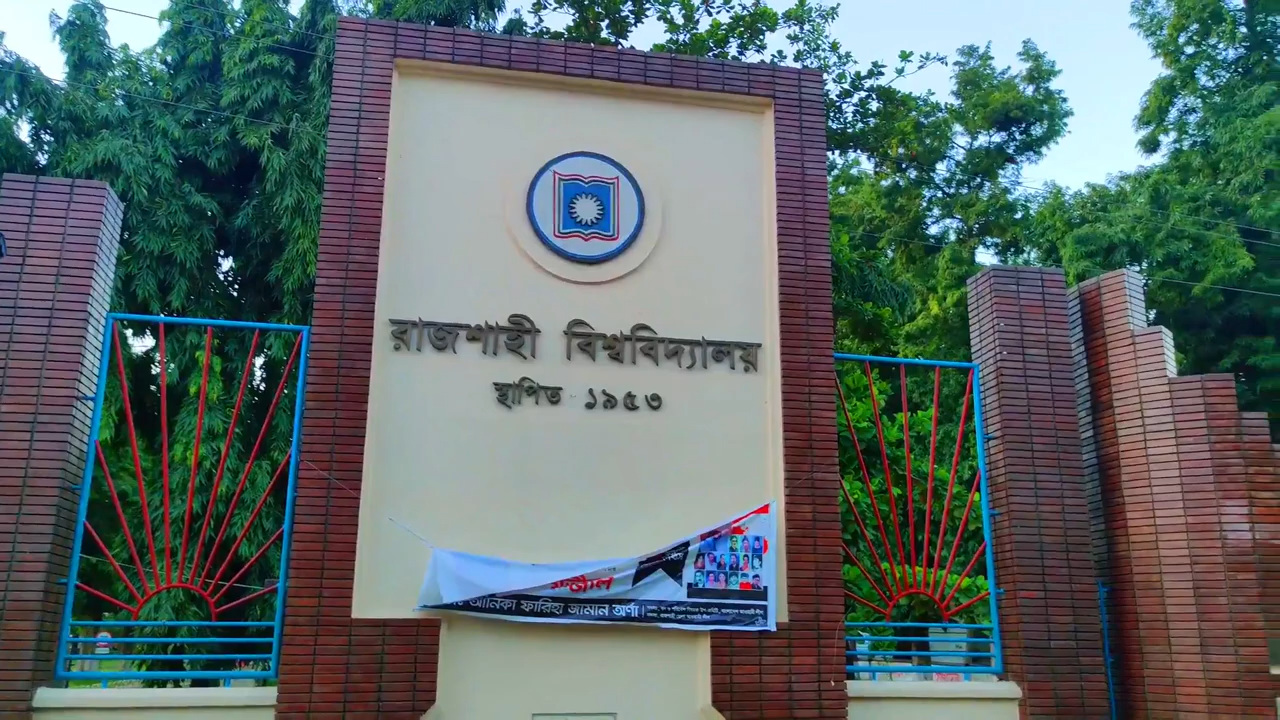 রাজশাহী বিশ্ববিদ্যালয়
স্থাপিত ১৯৫৩
আনিকা ফারিহা জামান অর্ণা